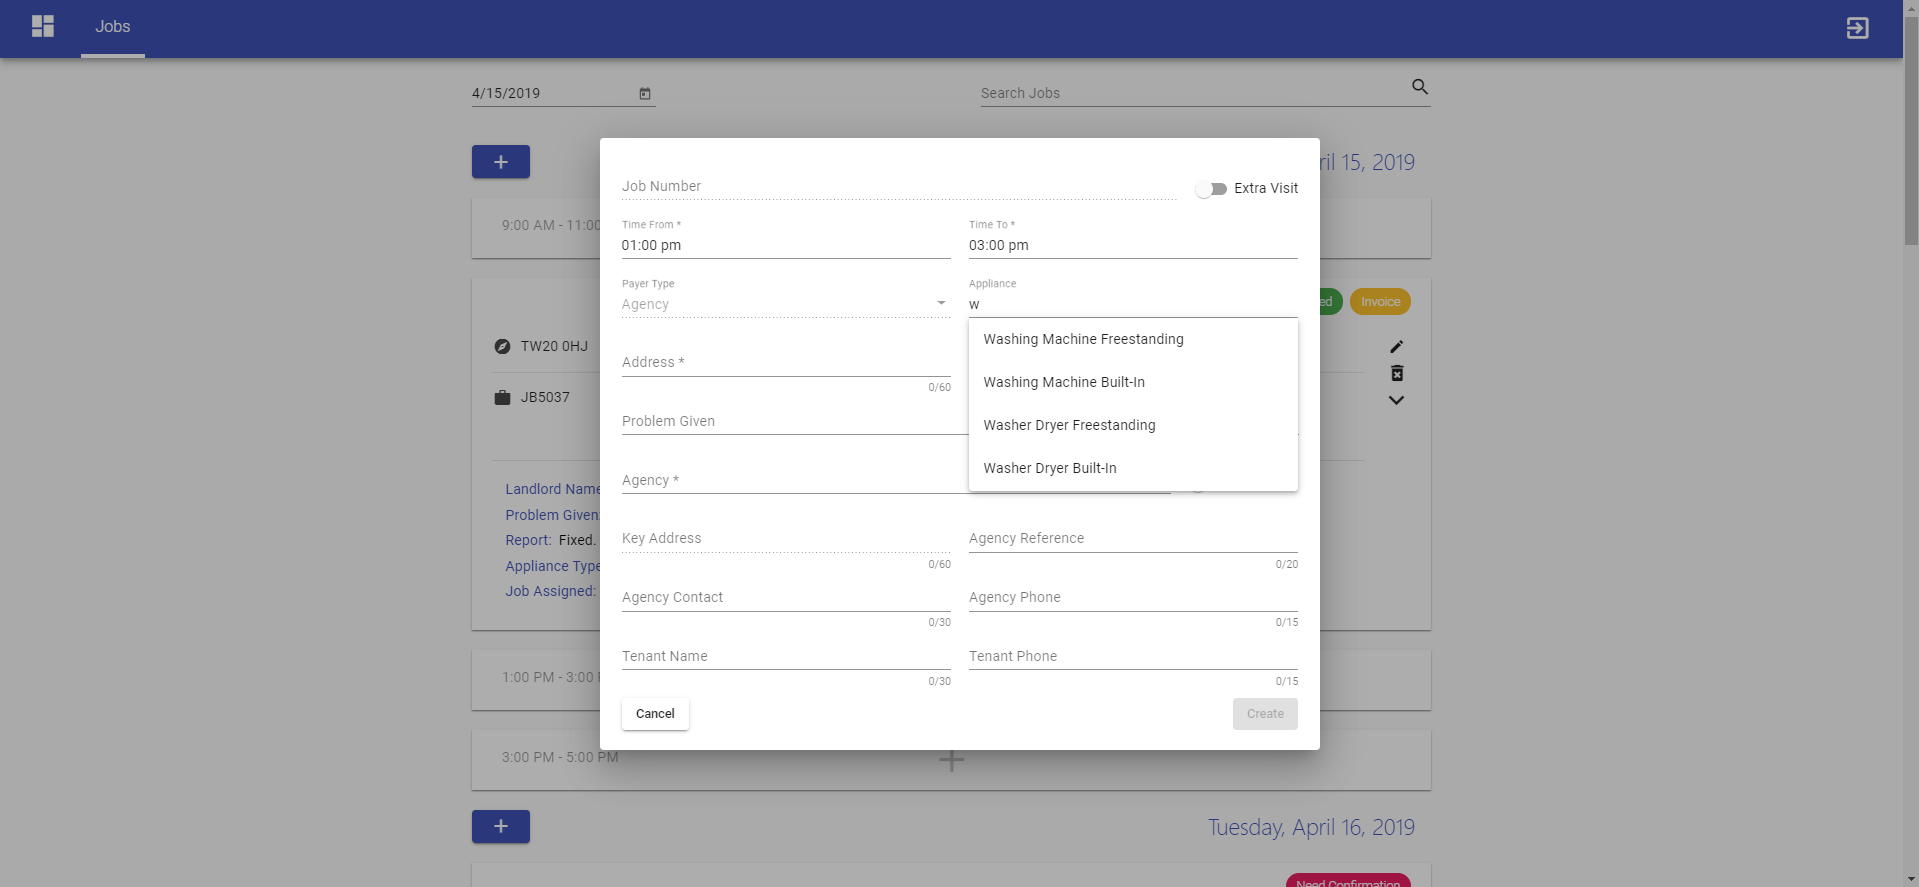 Jobs
4/15/2019
Search Jobs
ril 15, 2019
9:00 AM - 11:00
Job Number
Extra Visit
Time From *
Time To *
01:00 pm
03:00 pm
Payer Type
Appliance
Agency
w
ed
Invoice
Washing Machine Freestanding
Washing Machine Built-In
Washer Dryer Freestanding
Washer Dryer Built-In
TW20 0HJ
JB5037
Address *
0/60
Problem Given
Agency *
Landlord Name
Problem Given:
Report: Fixed.
Appliance Type
Job Assigned:
Key Address
0/60
Agency Reference
0/20
Agency Contact
0/30
Agency Phone
0/15
Tenant Name
0/30
Tenant Phone
0/15
1:00 PM - 3:00
Cancel
Create
3:00 PM - 5:00 PM
Tuesday, April 16, 2019
Need Confirmation